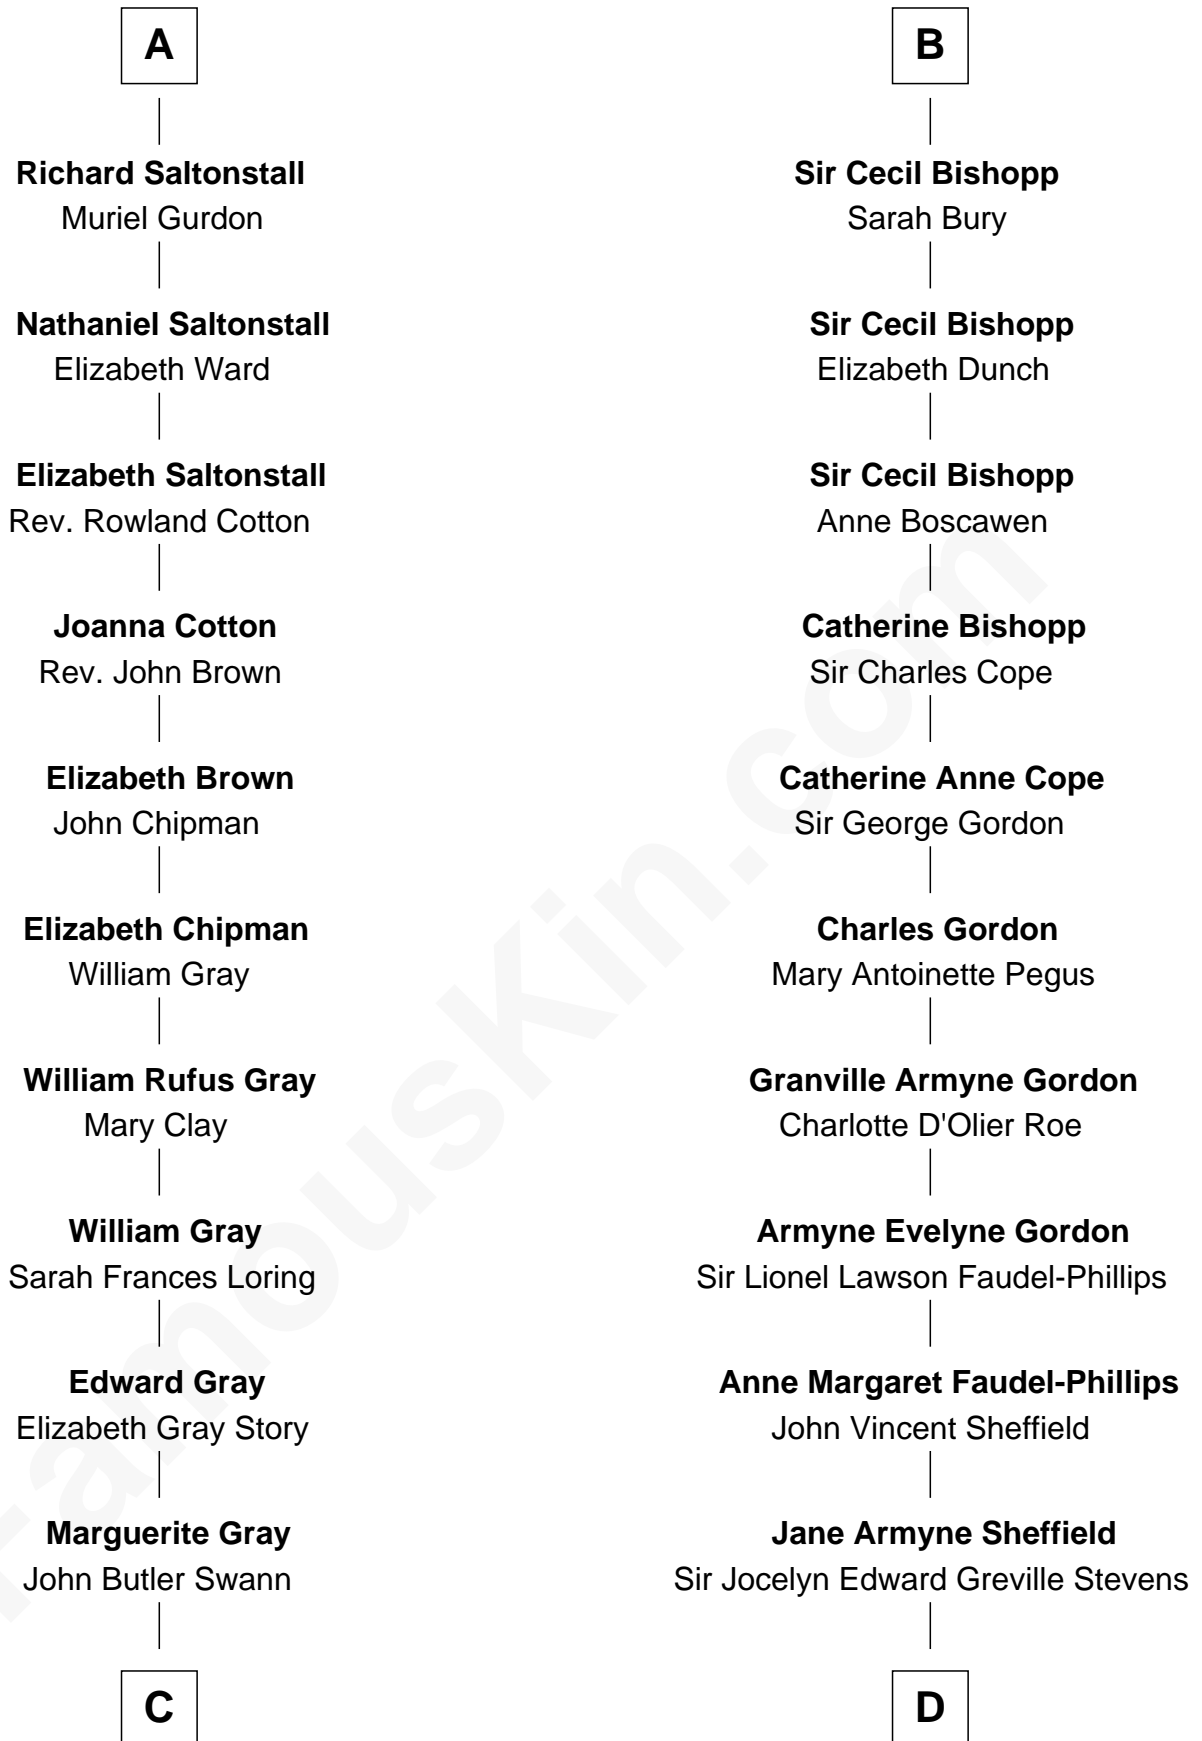 A
Richard Saltonstall
Muriel Gurdon
Nathaniel Saltonstall
Elizabeth Ward
Elizabeth Saltonstall
Rev. Rowland Cotton
Joanna Cotton
Rev. John Brown
Elizabeth Brown
John Chipman
Elizabeth Chipman
William Gray
William Rufus Gray
Mary Clay
William Gray
Sarah Frances Loring
Edward Gray
Elizabeth Gray Story
Marguerite Gray
John Butler Swann
C
B
Sir Cecil Bishopp
Sarah Bury
Sir Cecil Bishopp
Elizabeth Dunch
Sir Cecil Bishopp
Anne Boscawen
Catherine Bishopp
Sir Charles Cope
Catherine Anne Cope
Sir George Gordon
Charles Gordon
Mary Antoinette Pegus
Granville Armyne Gordon
Charlotte D'Olier Roe
Armyne Evelyne Gordon
Sir Lionel Lawson Faudel-Phillips
Anne Margaret Faudel-Phillips
John Vincent Sheffield
Jane Armyne Sheffield
Sir Jocelyn Edward Greville Stevens
D
FamousKin.com